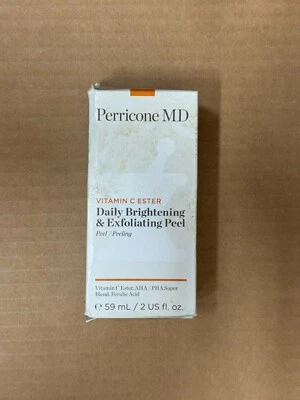 Perricone MD
VITAMIN C ESTER
Daily Brightening
& Exfoliating Peel
Peel / Peeling
Vitamin C Ester, AHA / PHA Super
Blend, Ferulic Acid
℮ 59 mL / 2 US fl. oz.